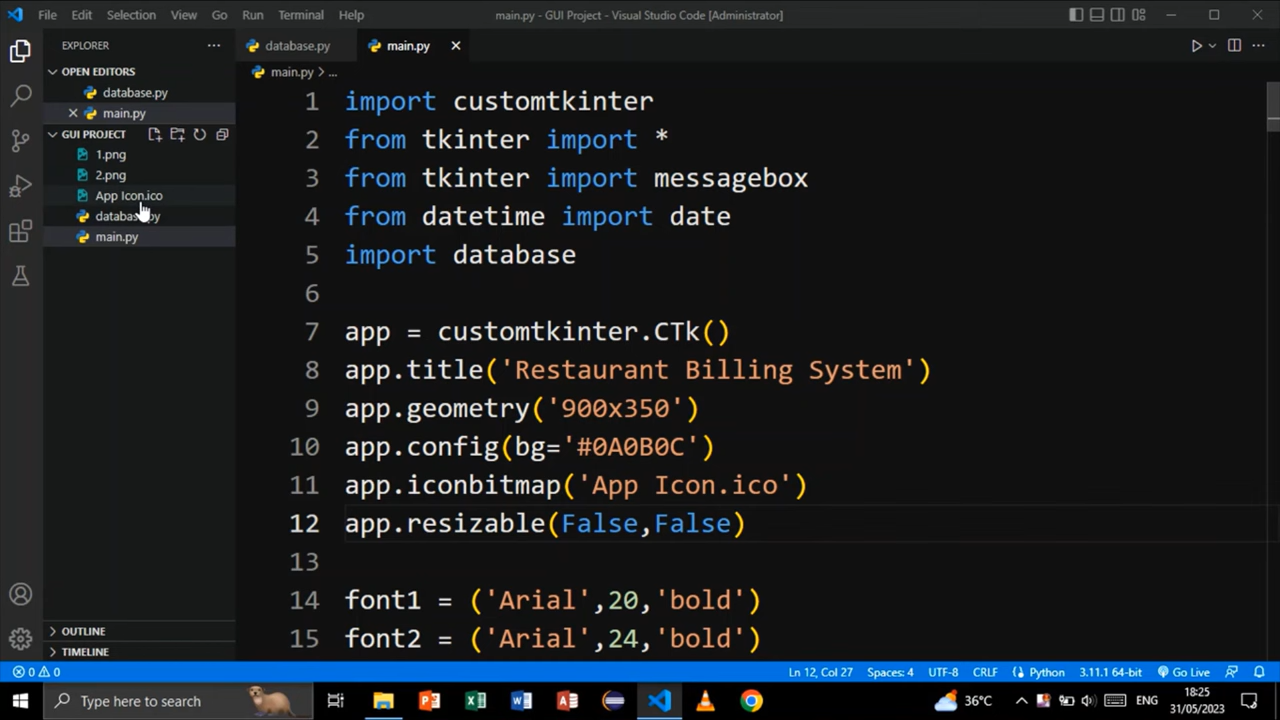 File Edit Selection View Go Run Terminal Help
main.py - GUI Project - Visual Studio Code [Administrator]
EXPLORER
OPEN EDITORS
database.py
main.py
GUI PROJECT
1.png
2.png
App Icon.ico
database.py
main.py
OUTLINE
TIMELINE
database.py
main.py
main.py > ...
1 import customtkinter
2 from tkinter import *
3 from tkinter import messagebox
4 from datetime import date
5 import database
6
7 app = customtkinter.CTk()
8 app.title('Restaurant Billing System')
9 app.geometry('900x350')
10 app.config(bg='#0A0B0C')
11 app.iconbitmap('App Icon.ico')
12 app.resizable(False,False)
13
14 font1 = ('Arial',20,'bold')
15 font2 = ('Arial',24,'bold')
0 0 Ln 12, Col 27 Spaces: 4 UTF-8 CRLF Python 3.11.1 64-bit Go Live
Type here to search
36°C
ENG
18:25
31/05/2023